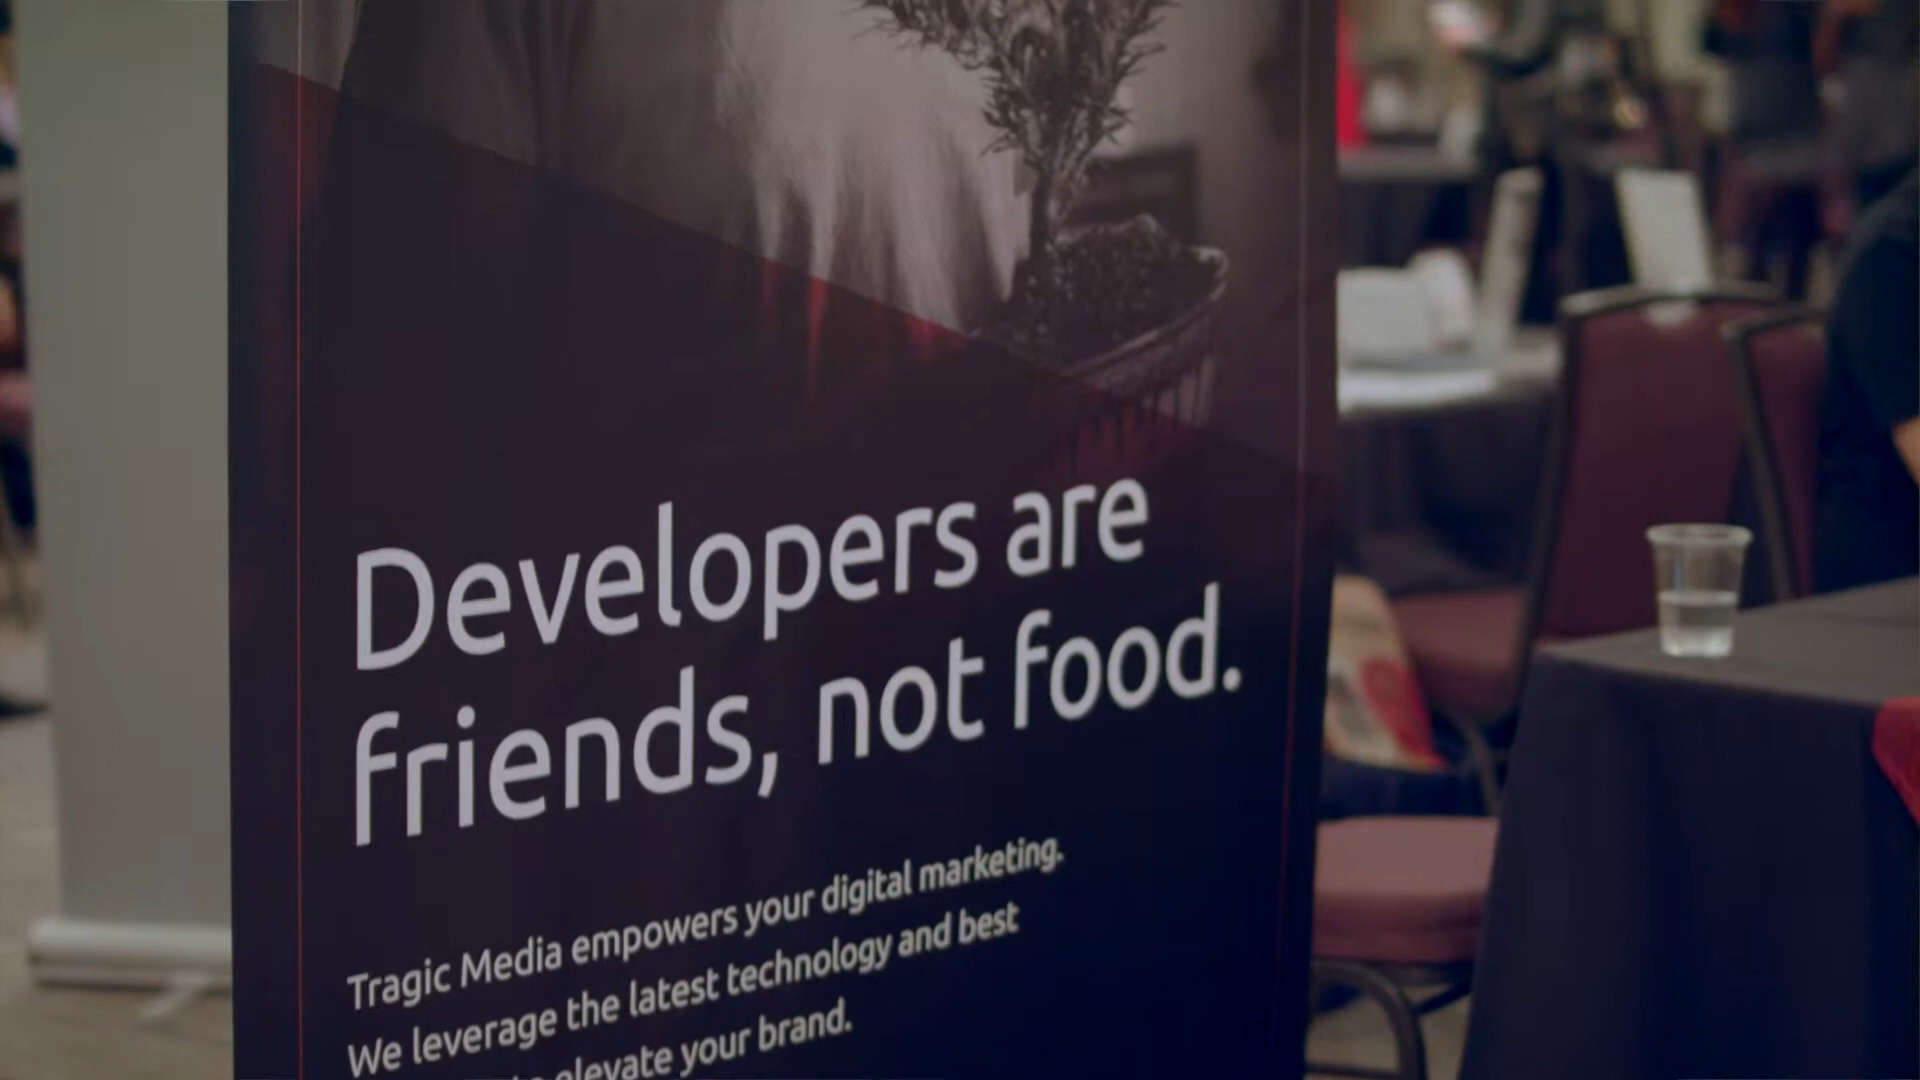 Developers are
friends, not food.
Tragic Media empowers your digital marketing.
We leverage the latest technology and best
elevate your brand.